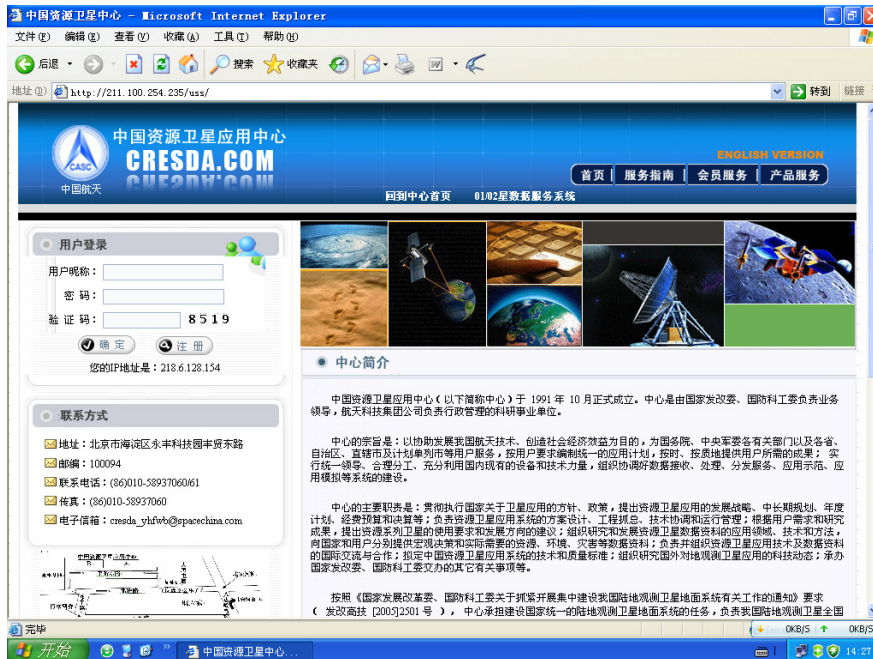 中国资源卫星中心 - Microsoft Internet Explorer
文件(F) 编辑(E) 查看(V) 收藏(A) 工具(T) 帮助(H)
后退 搜索 收藏夹
地址(D) http://211.100.254.235/uss/ 转到 链接
中国资源卫星应用中心
CRESDA.COM
CASC
中国航天
ENGLISH VERSION
首页 | 服务指南 | 会员服务 | 产品服务
回到中心首页 01/02星数据服务系统
用户登录
用户昵称：
密 码：
验 证 码： 8519
确 定 注 册
您的IP地址是：218.6.128.154
联系方式
地址：北京市海淀区永丰科技园丰贤东路
邮编：100094
联系电话：(86)010-58937060/61
传真：(86)010-58937060
电子信箱：cresda_yhfwb@spacechina.com
中心简介
中国资源卫星应用中心（以下简称中心）于 1991 年 10 月正式成立。中心是由国家发改委、国防科工委负责业务
领导，航天科技集团公司负责行政管理的科研事业单位。
中心的宗旨是：以协助发展我国航天技术、创造社会经济效益为目的，为国务院、中央军委各有关部门以及各省、
自治区、直辖市及计划单列市等用户服务，按用户要求编制统一的应用计划，按时、按质地提供用户所需的成果； 实
行统一领导、合理分工、充分利用国内现有的设备和技术力量，组织协调好数据接收、处理、分发服务、应用示范、应
用模拟等系统的建设。
中心的主要职责是：贯彻执行国家关于卫星应用的方针、政策，提出资源卫星应用的发展战略、中长期规划、年度
计划、经费预算和决算等；负责资源卫星应用系统的方案设计、工程抓总、技术协调和运行管理；根据用户需求和研究
成果，提出资源系列卫星的使用要求和发展方向的建议；组织研究和发展资源卫星数据资料的应用领域、技术和方法，
向国家和用户分别提供宏观决策和实际需要的资源、环境、灾害等数据资料；负责并组织资源卫星应用技术及数据资料
的国际交流与合作；拟定中国资源卫星应用系统的技术和质量标准；组织研究国外对地观测卫星应用的科技动态；承办
国家发改委、国防科工委交办的其它有关事项等。
按照《国家发展改革委、国防科工委关于抓紧开展集中建设我国陆地观测卫星地面系统有关工作的通知》要求
（ 发改高技 [2005]2501 号 ）， 中心承担建设国家统一的陆地观测卫星地面系统的任务，负责我国陆地观测卫星全国
完毕
0KB/S 0KB/S
开始 中国资源卫星中心... 14:27